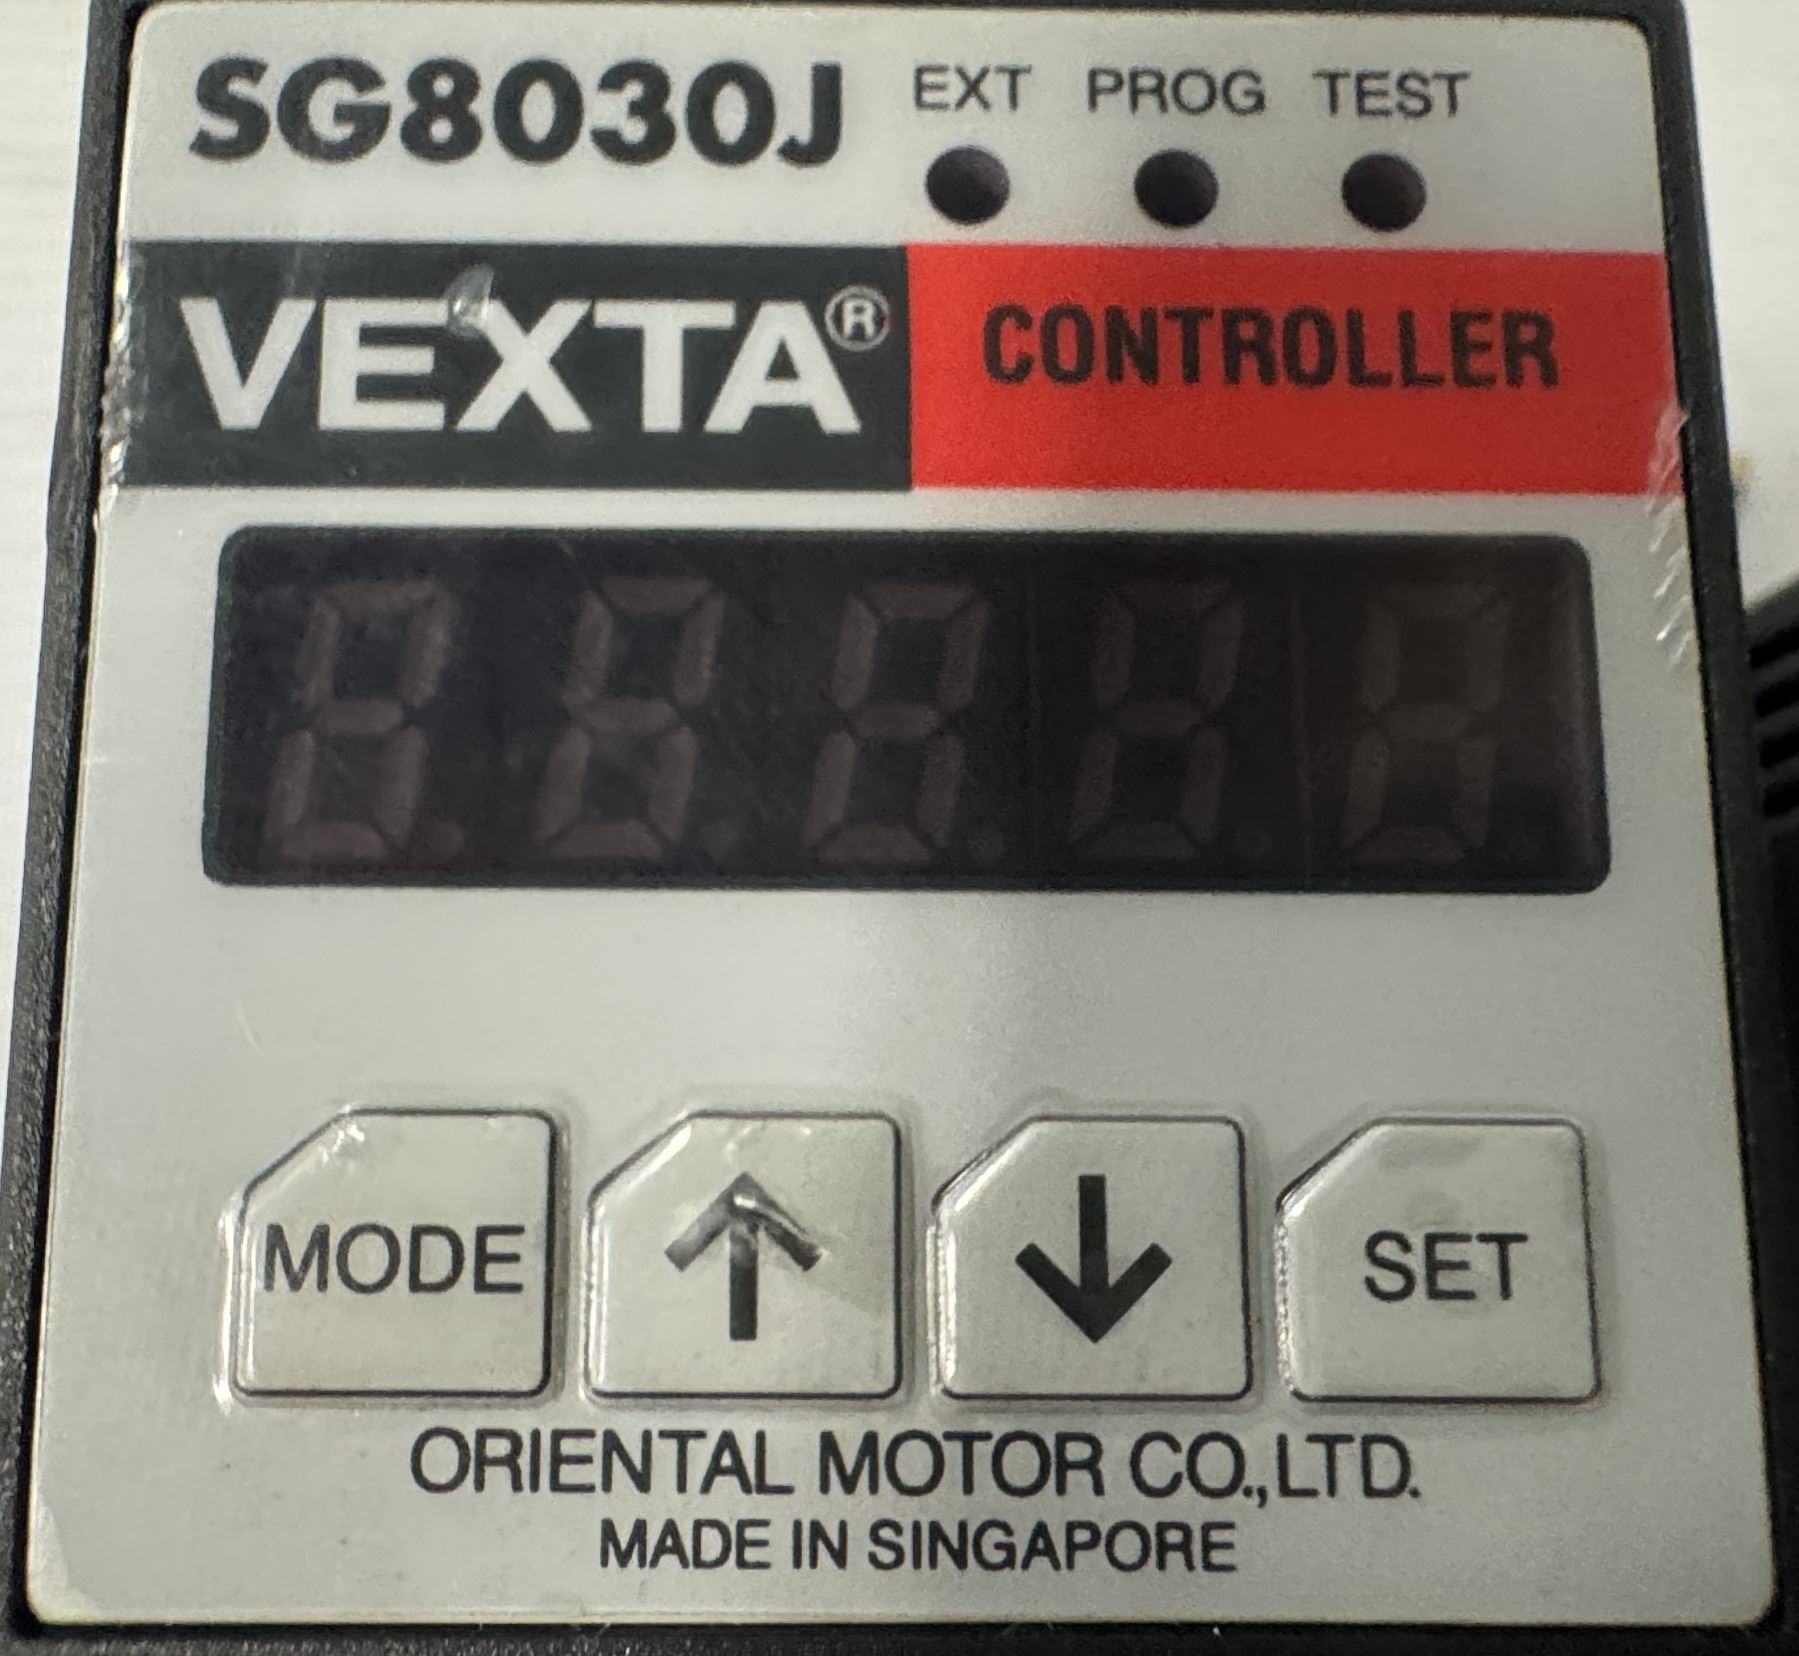 SG8030J EXT PROG TEST
VEXTA® CONTROLLER
MODE ↑ ↓ SET
ORIENTAL MOTOR CO.,LTD.
MADE IN SINGAPORE